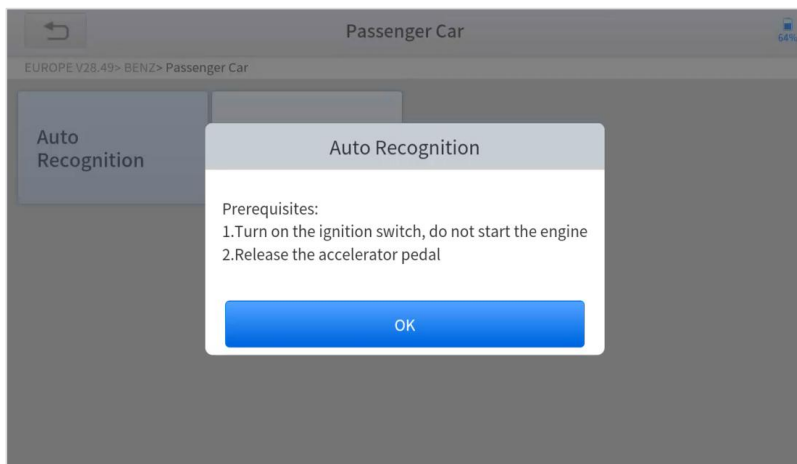 Passenger Car
64%
EUROPE V28.49> BENZ> Passenger Car
Auto
Recognition
Auto Recognition
Prerequisites:
1.Turn on the ignition switch, do not start the engine
2.Release the accelerator pedal
OK